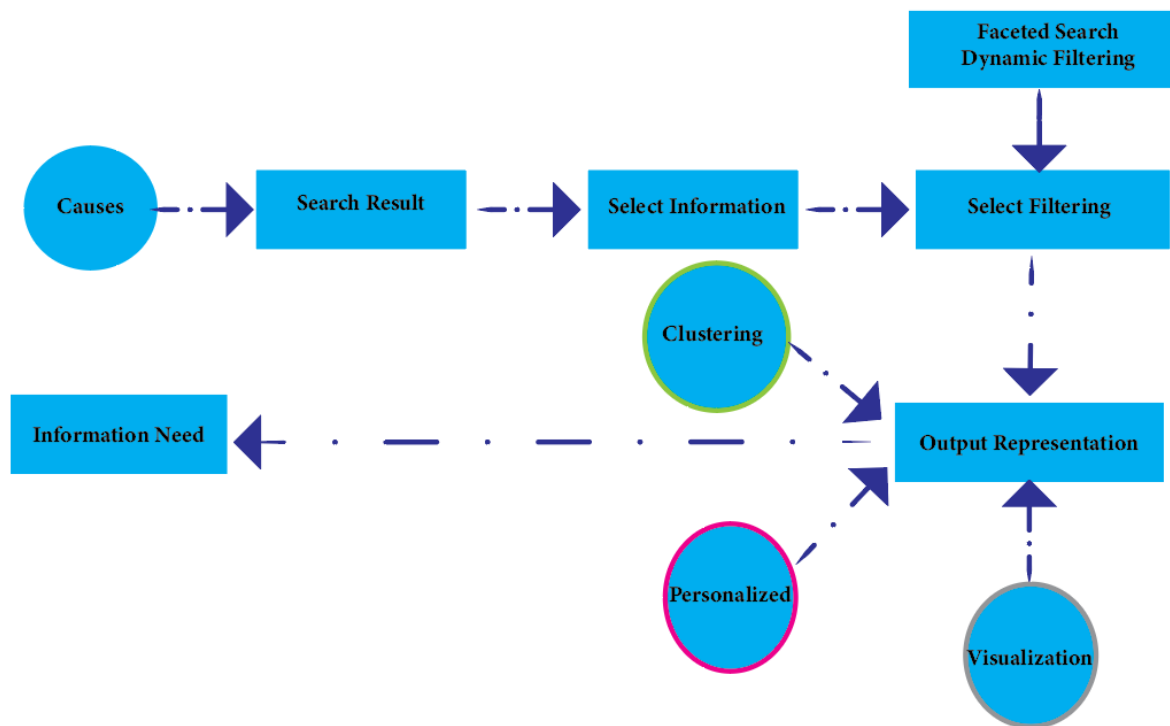 Faceted Search
Dynamic Filtering
Causes
Search Result
Select Information
Select Filtering
Clustering
Information Need
Output Representation
Personalized
Visualization